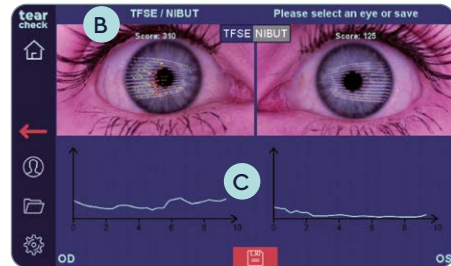 tear
check
B
TFSE / NIBUT
Please select an eye or save
Score: 310
TFSE NIBUT
Score: 125
C
0 2 4 6 8 10
0 2 4 6 8 10
OD
OS